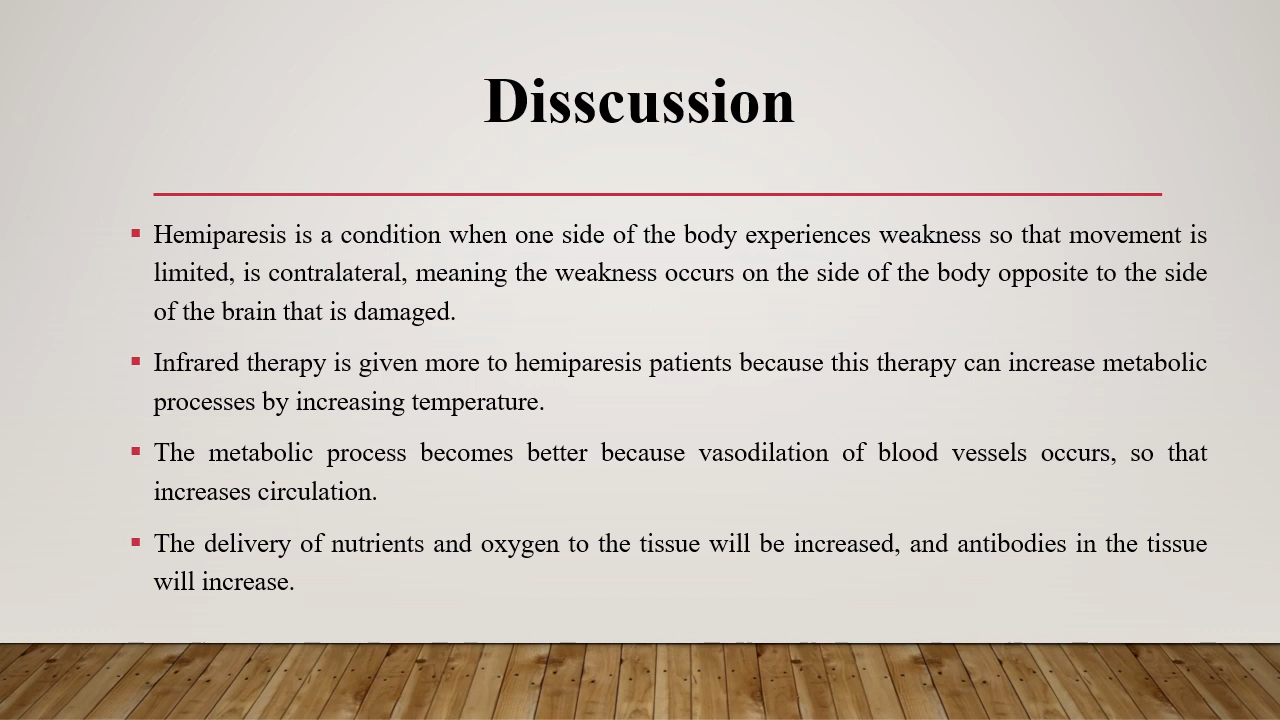 Disscussion
Hemiparesis is a condition when one side of the body experiences weakness so that movement is
limited, is contralateral, meaning the weakness occurs on the side of the body opposite to the side
of the brain that is damaged.
Infrared therapy is given more to hemiparesis patients because this therapy can increase metabolic
processes by increasing temperature.
The metabolic process becomes better because vasodilation of blood vessels occurs, so that
increases circulation.
The delivery of nutrients and oxygen to the tissue will be increased, and antibodies in the tissue
will increase.